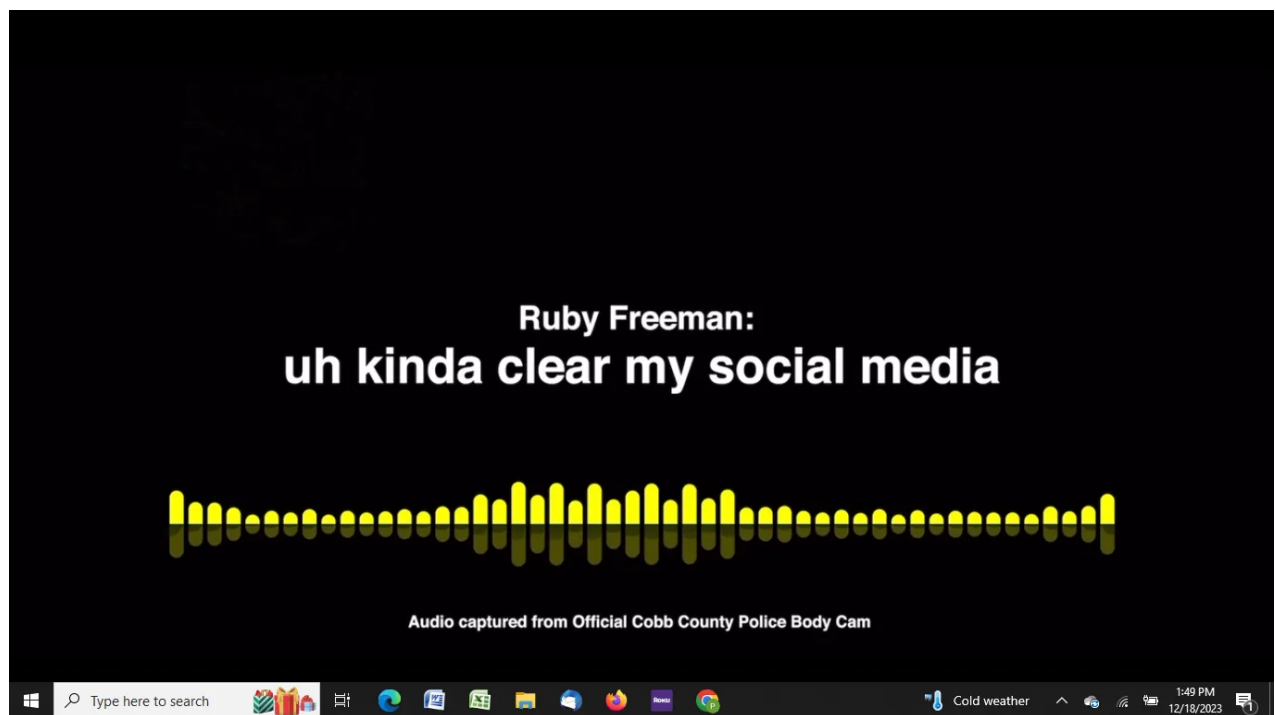 Ruby Freeman:
uh kinda clear my social media
Audio captured from Official Cobb County Police Body Cam
Type here to search
Roku
Cold weather
1:49 PM
12/18/2023
1